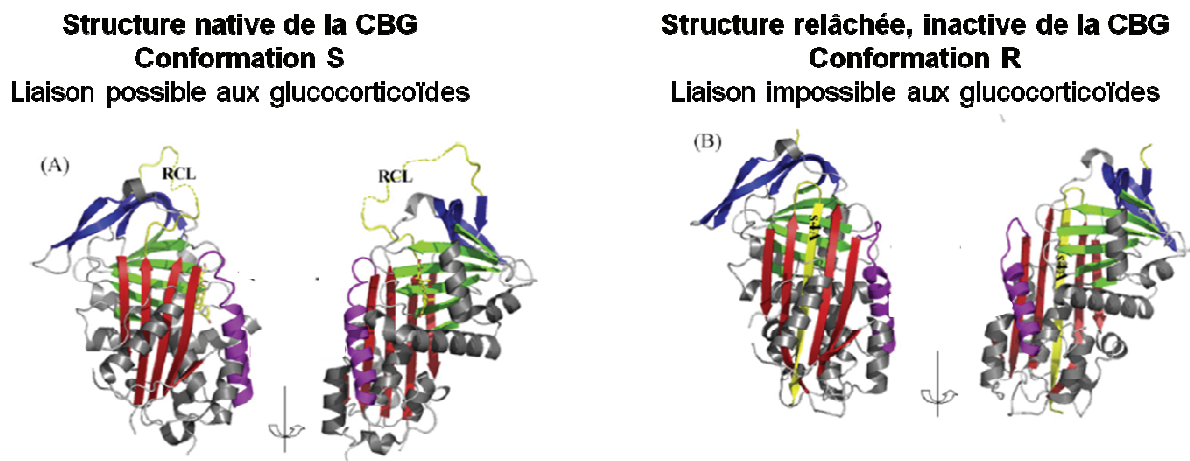 Structure native de la CBG
Conformation S
Liaison possible aux glucocorticoïdes
Structure relâchée, inactive de la CBG
Conformation R
Liaison impossible aux glucocorticoïdes
(A)
RCL
RCL
(B)